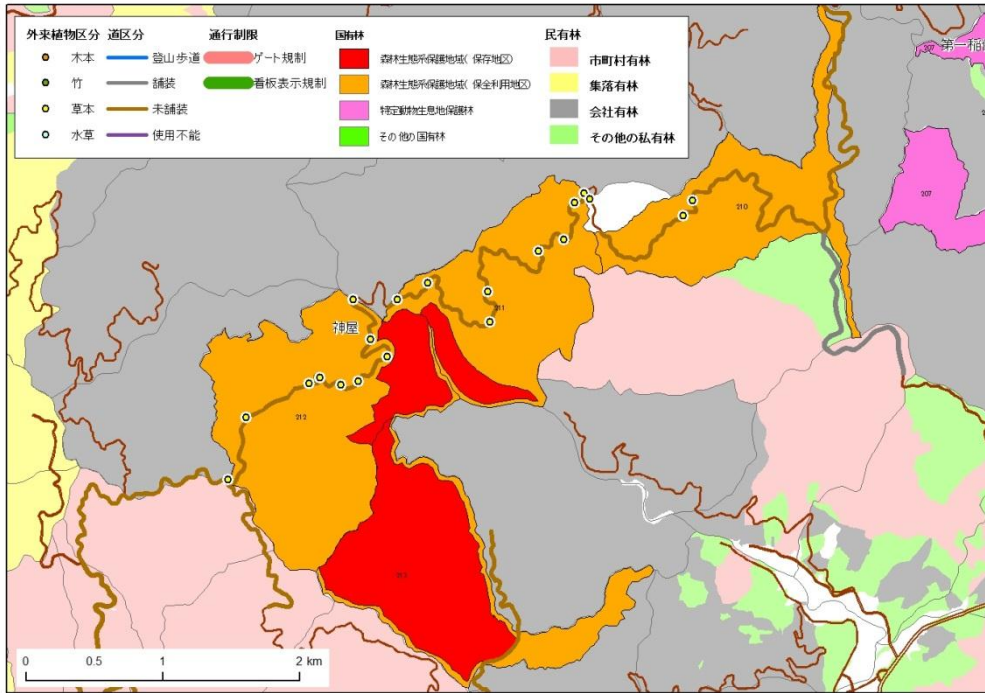 外来植物区分 道区分 通行制限 国有林 民有林
木本 登山歩道 ゲート規制 森林生態系保護地域(保存地区) 市町村有林
竹 舗装 看板表示規制 森林生態系保護地域(保全利用地区) 集落有林
草本 未舗装 特定動物生息地保護林 会社有林
水草 使用不能 その他の国有林 その他の私有林
第一稲
207
207
210
211
神屋
212
213
0 0.5 1 2 km